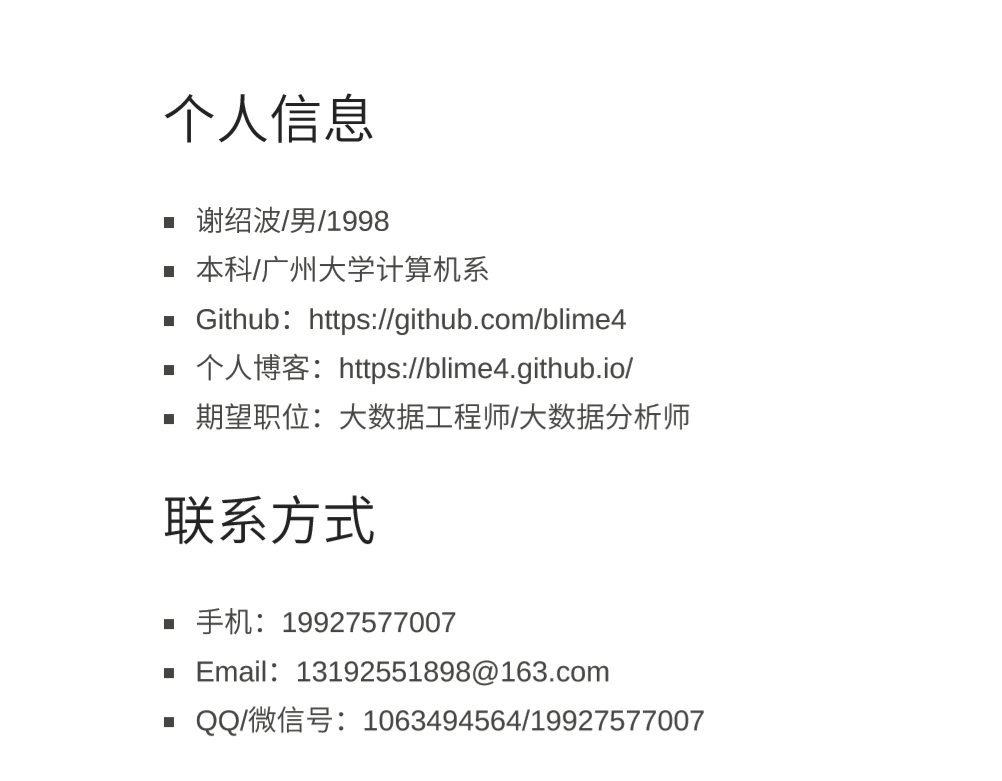 个人信息
谢绍波/男/1998
本科/广州大学计算机系
Github：https://github.com/blime4
个人博客：https://blime4.github.io/
期望职位：大数据工程师/大数据分析师
联系方式
手机：19927577007
Email：13192551898@163.com
QQ/微信号：1063494564/19927577007